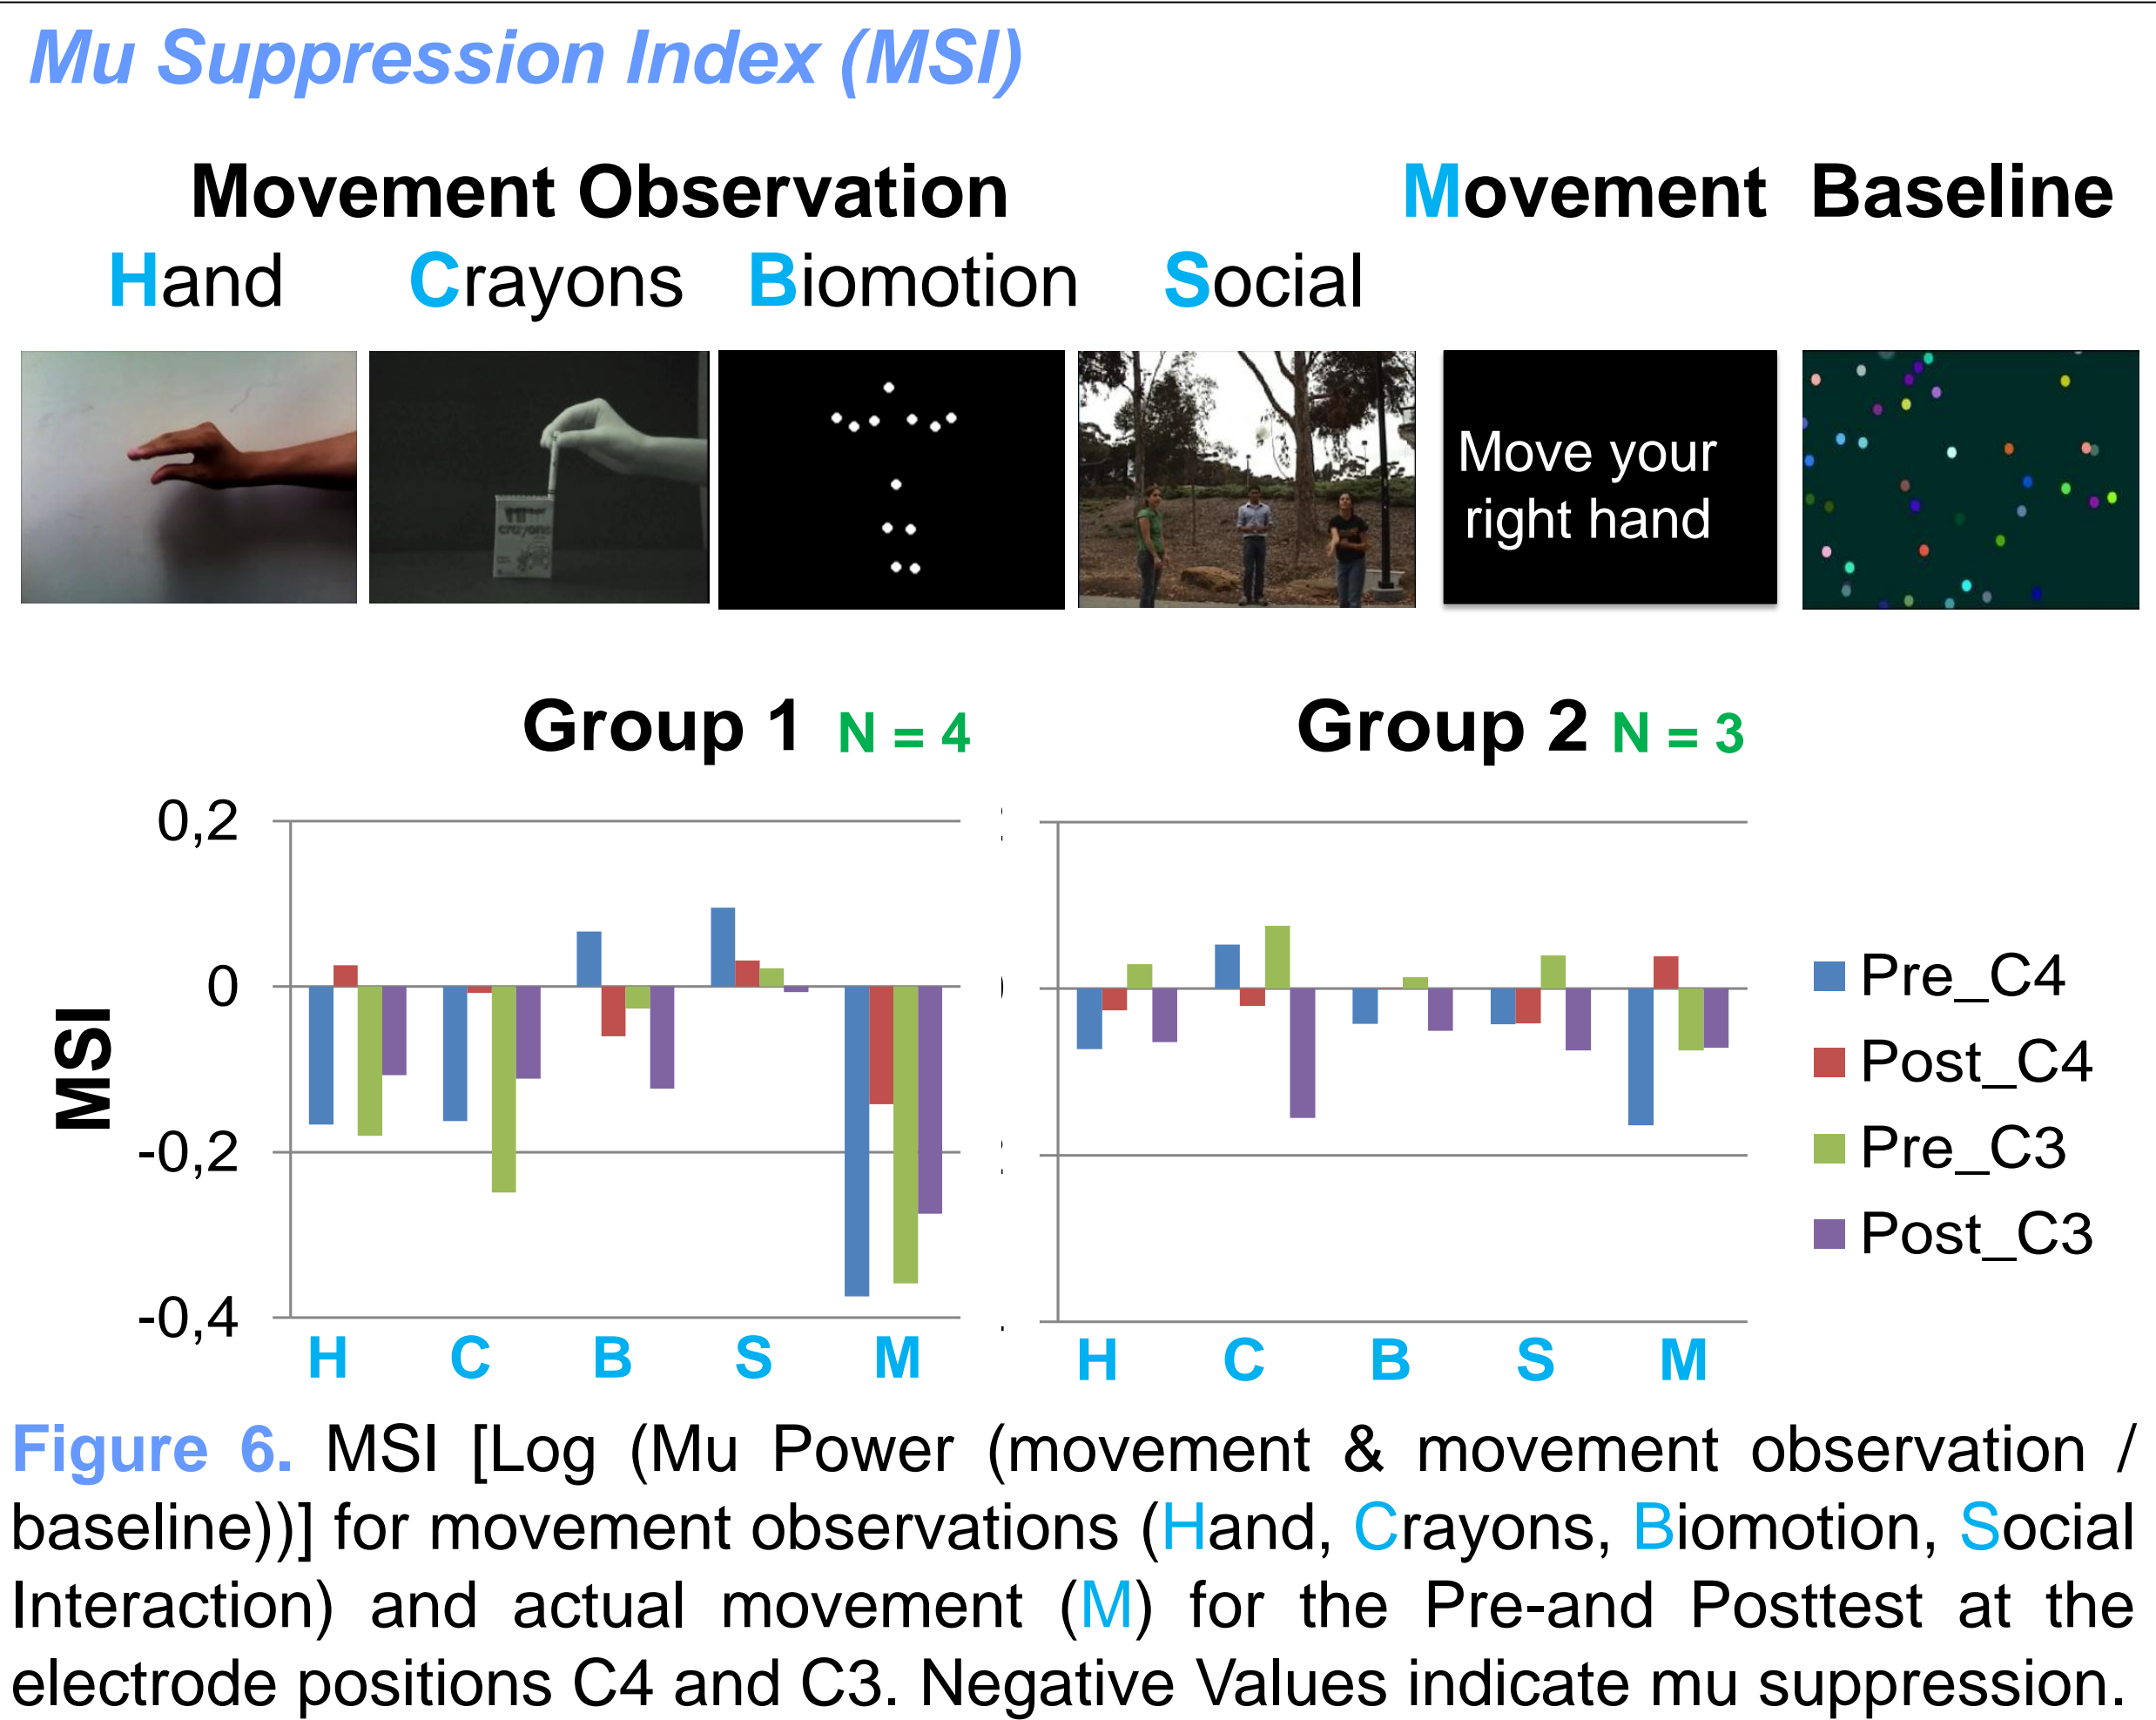 Mu Suppression Index (MSI)
Movement Observation Movement Baseline
Hand Crayons Biomotion Social
crayons
Move your
right hand
Group 1 N = 4 Group 2 N = 3
0,2
0
-0,2
-0,4
MSI
H C B S M H C B S M
Pre_C4
Post_C4
Pre_C3
Post_C3
Figure 6. MSI [Log (Mu Power (movement & movement observation /
baseline))] for movement observations (Hand, Crayons, Biomotion, Social
Interaction) and actual movement (M) for the Pre-and Posttest at the
electrode positions C4 and C3. Negative Values indicate mu suppression.